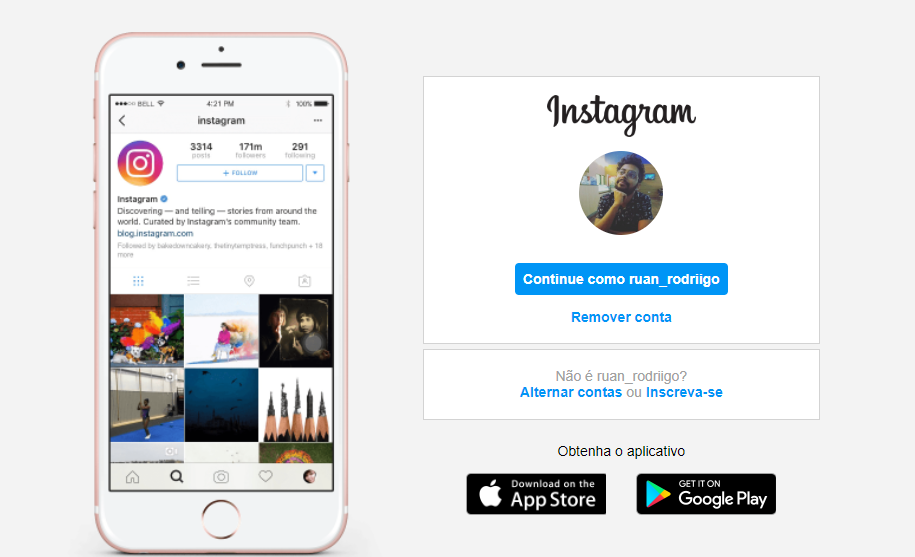 ●●●○○ BELL 4:21 PM 100%
instagram
3314 171m 291
posts followers following
+ FOLLOW
Instagram
Discovering — and telling — stories from around the
world. Curated by Instagram's community team.
blog.instagram.com
Followed by bakedowncakery, thetinytemptress, funchpunch + 18
more
Instagram
Continue como ruan_rodriigo
Remover conta
Não é ruan_rodriigo?
Alternar contas ou Inscreva-se
Obtenha o aplicativo
Download on the
App Store
GET IT ON
Google Play